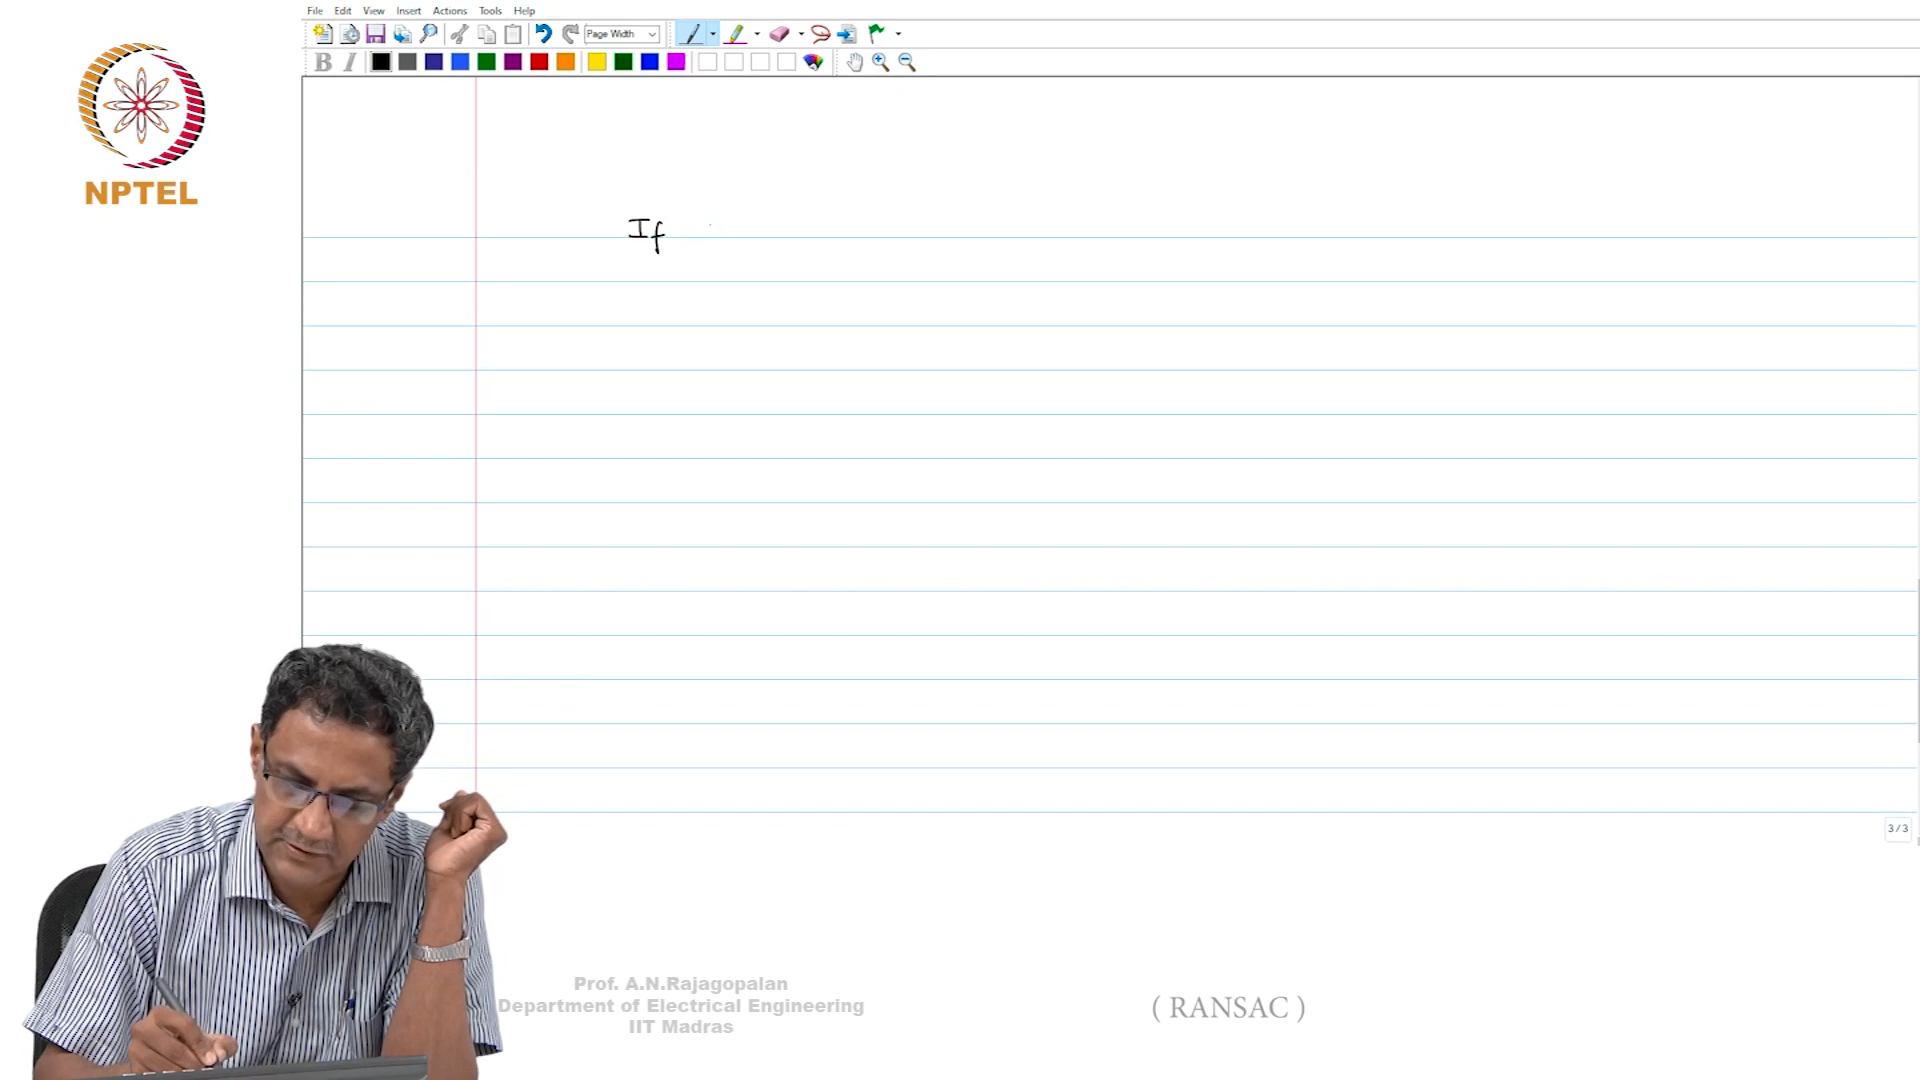 File Edit View Insert Actions Tools Help
Page Width
B I
NPTEL
If
3/3
Prof. A.N.Rajagopalan
Department of Electrical Engineering
IIT Madras
( RANSAC )